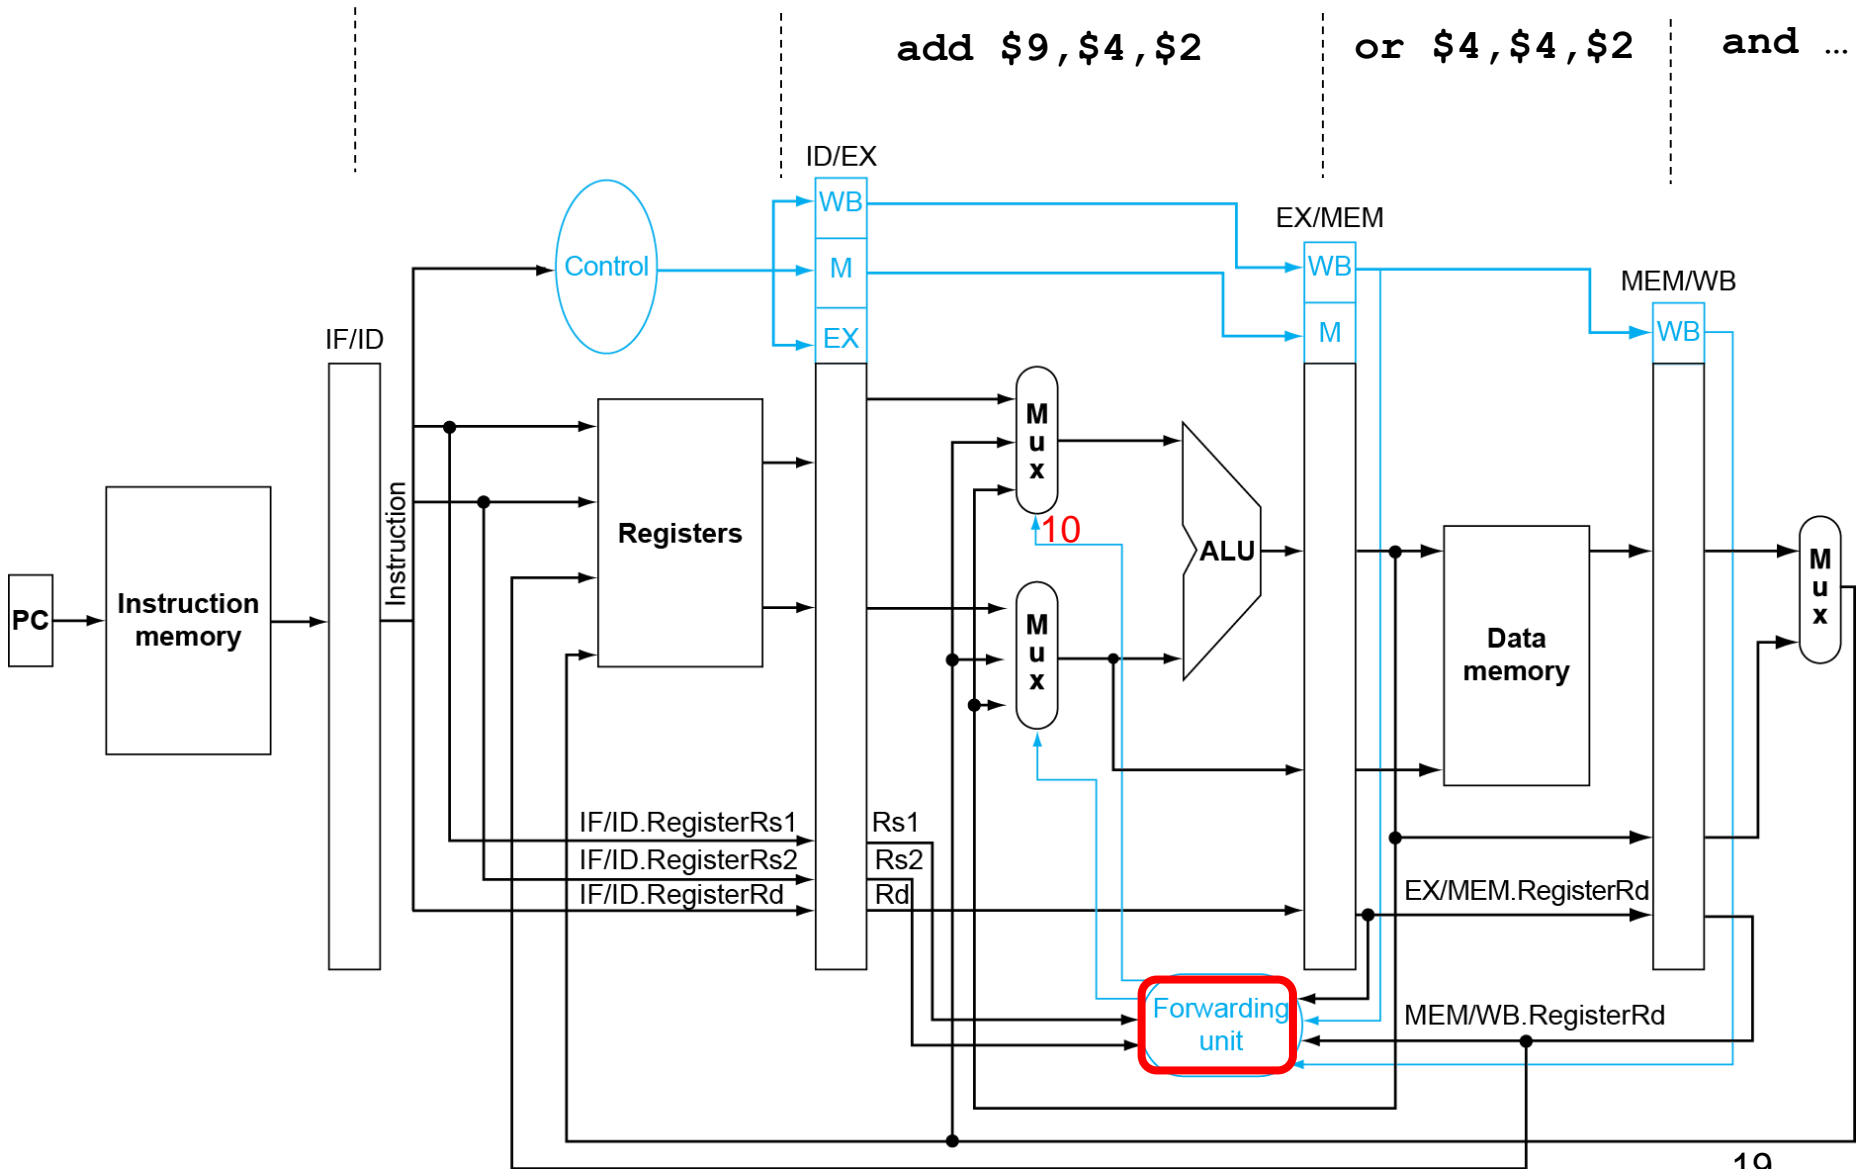 add $9,$4,$2
or $4,$4,$2
and …
ID/EX
WB
EX/MEM
Control
M
WB
MEM/WB
IF/ID
EX
M
WB
M
u
x
Instruction
10
Registers
ALU
M
u
x
PC
Instruction
memory
M
u
x
Data
memory
IF/ID.RegisterRs1
Rs1
IF/ID.RegisterRs2
Rs2
IF/ID.RegisterRd
Rd
EX/MEM.RegisterRd
Forwarding
unit
MEM/WB.RegisterRd
19